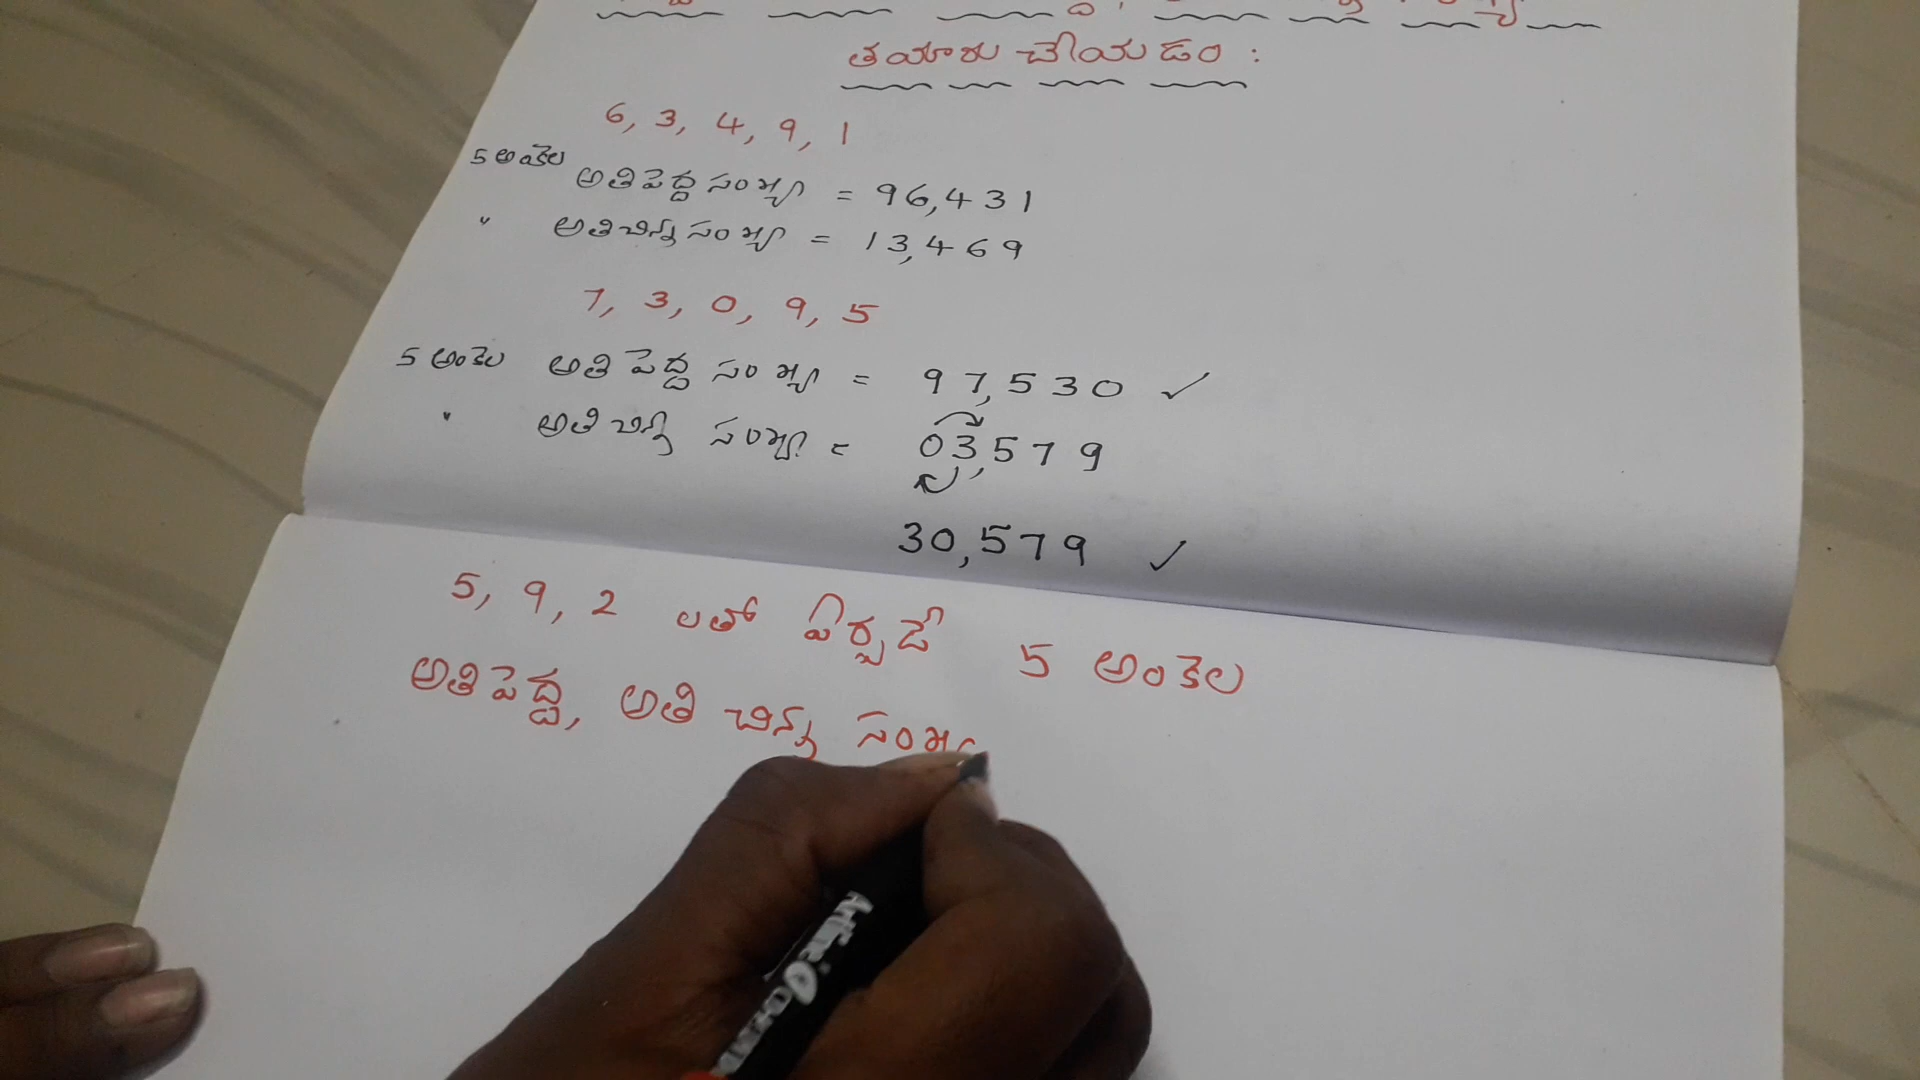 తయారు చేయడం :
6, 3, 4, 9, 1
5 అంకెల అతి పెద్ద సంఖ్య = 96,431
" అతి చిన్న సంఖ్య = 13,469
7, 3, 0, 9, 5
5 అంకెల అతి పెద్ద సంఖ్య = 97,530 ✓
" అతి చిన్న సంఖ్య = 03,579
30,579 ✓
5, 9, 2 లతో ఏర్పడే 5 అంకెల
అతి పెద్ద, అతి చిన్న
Artline